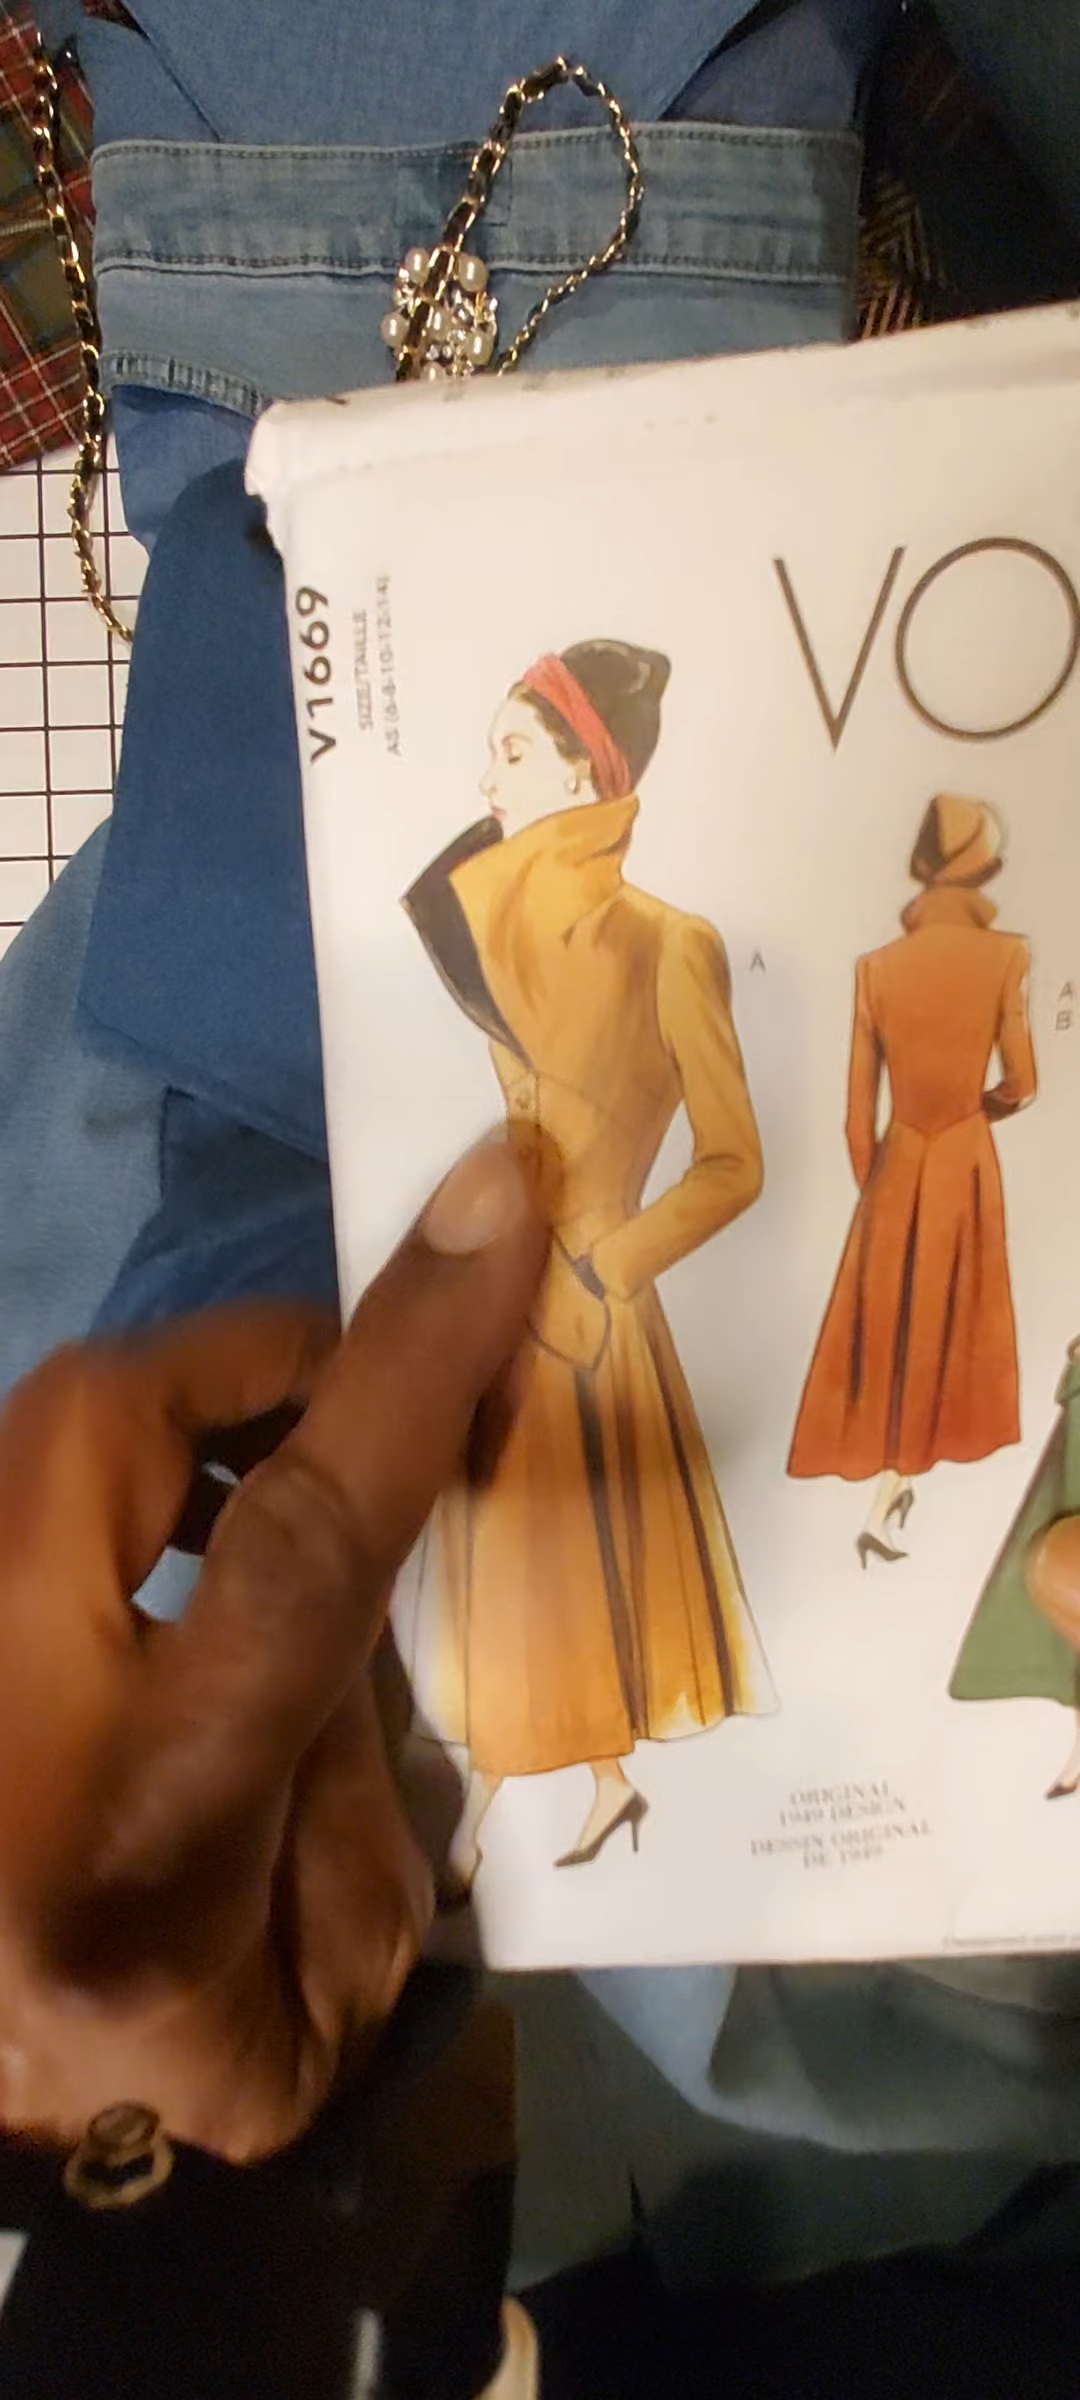 V1669
SIZE/TAILLE
A5 (6-8-10-12-14)
VO
A
A
B
ORIGINAL
1949 DESIGN
DESSIN ORIGINAL
DE 1949